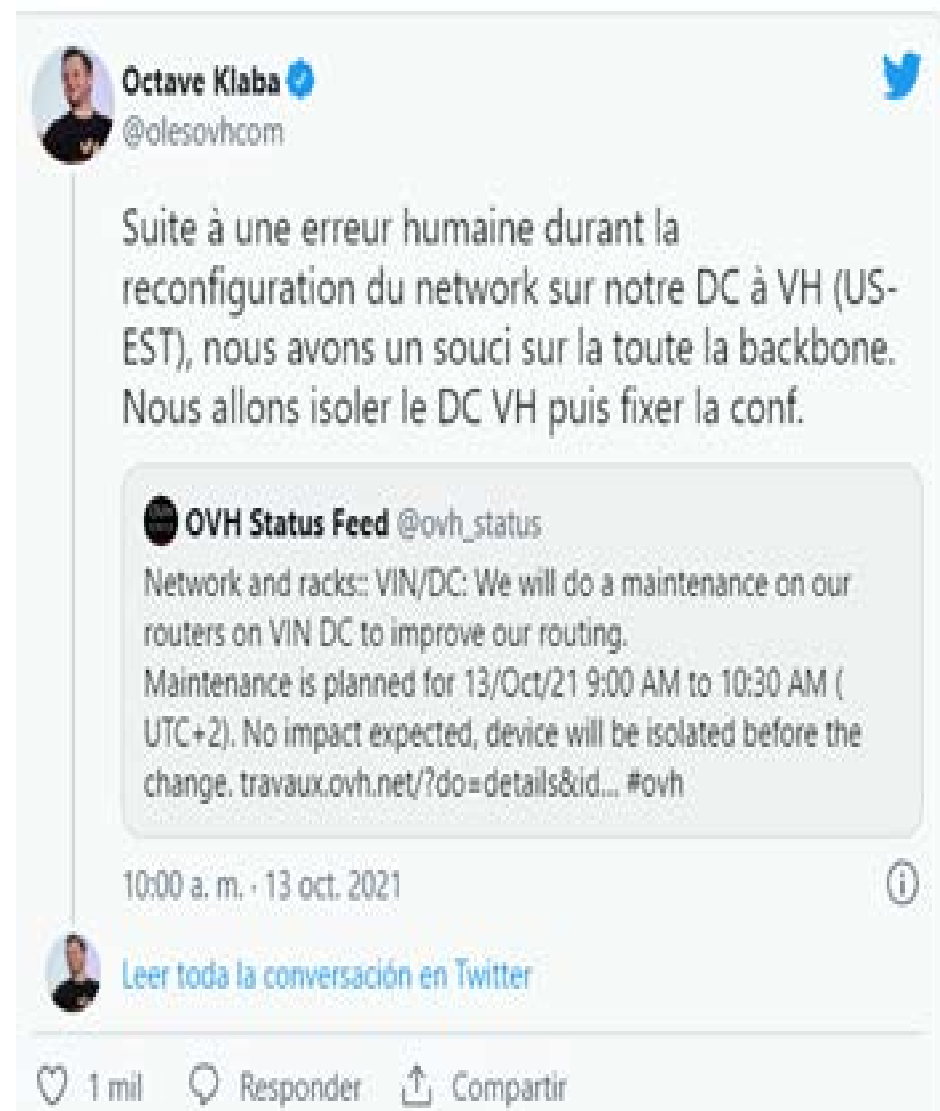 Octave Klaba
@olesovhcom
Suite à une erreur humaine durant la
reconfiguration du network sur notre DC à VH (US-
EST), nous avons un souci sur la toute la backbone.
Nous allons isoler le DC VH puis fixer la conf.
OVH Status Feed @ovh_status
Network and racks:: VIN/DC: We will do a maintenance on our
routers on VIN DC to improve our routing.
Maintenance is planned for 13/Oct/21 9:00 AM to 10:30 AM (
UTC+2). No impact expected, device will be isolated before the
change. travaux.ovh.net/?do=details&id... #ovh
10:00 a. m. · 13 oct. 2021
Leer toda la conversación en Twitter
1 mil Responder Compartir